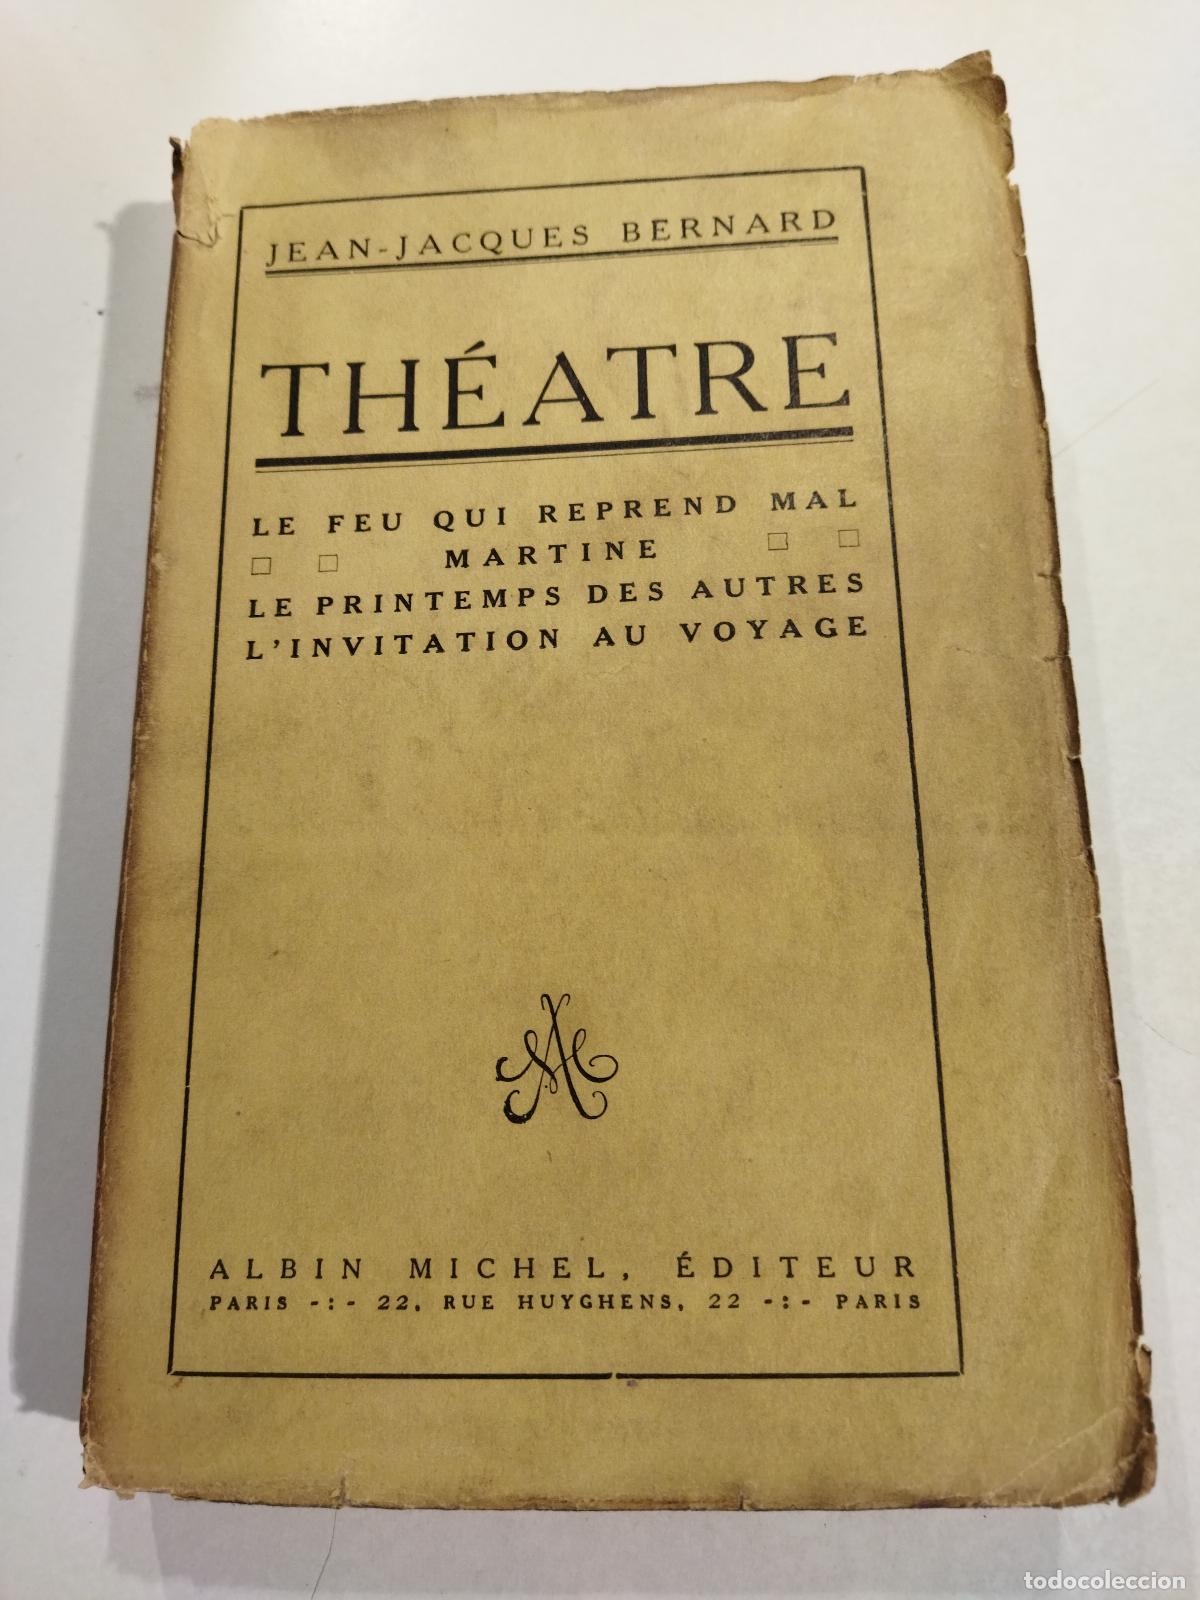 JEAN-JACQUES BERNARD
THÉATRE
LE FEU QUI REPREND MAL
MARTINE
LE PRINTEMPS DES AUTRES
L'INVITATION AU VOYAGE
AM
ALBIN MICHEL, ÉDITEUR
PARIS -:- 22, RUE HUYGHENS, 22 -:- PARIS
todocoleccion